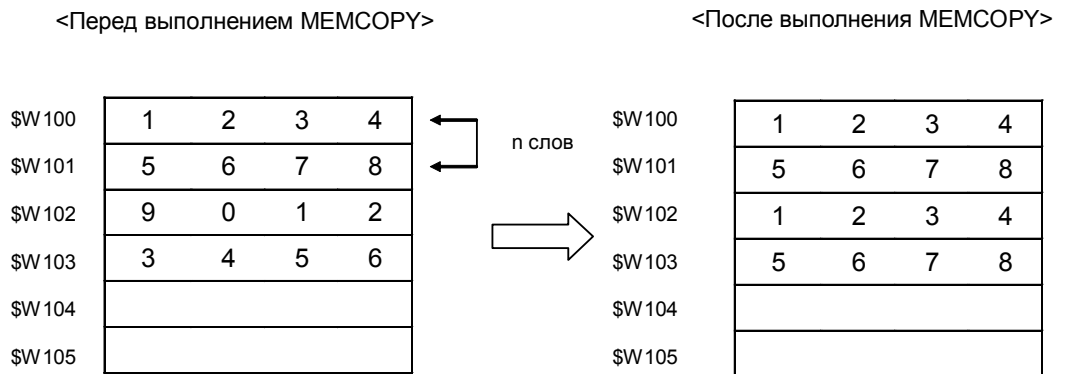 <Перед выполнением MEMCOPY>
<После выполнения MEMCOPY>
$W100 1 2 3 4
$W101 5 6 7 8
$W102 9 0 1 2
$W103 3 4 5 6
$W104
$W105
n слов
$W100 1 2 3 4
$W101 5 6 7 8
$W102 1 2 3 4
$W103 5 6 7 8
$W104
$W105